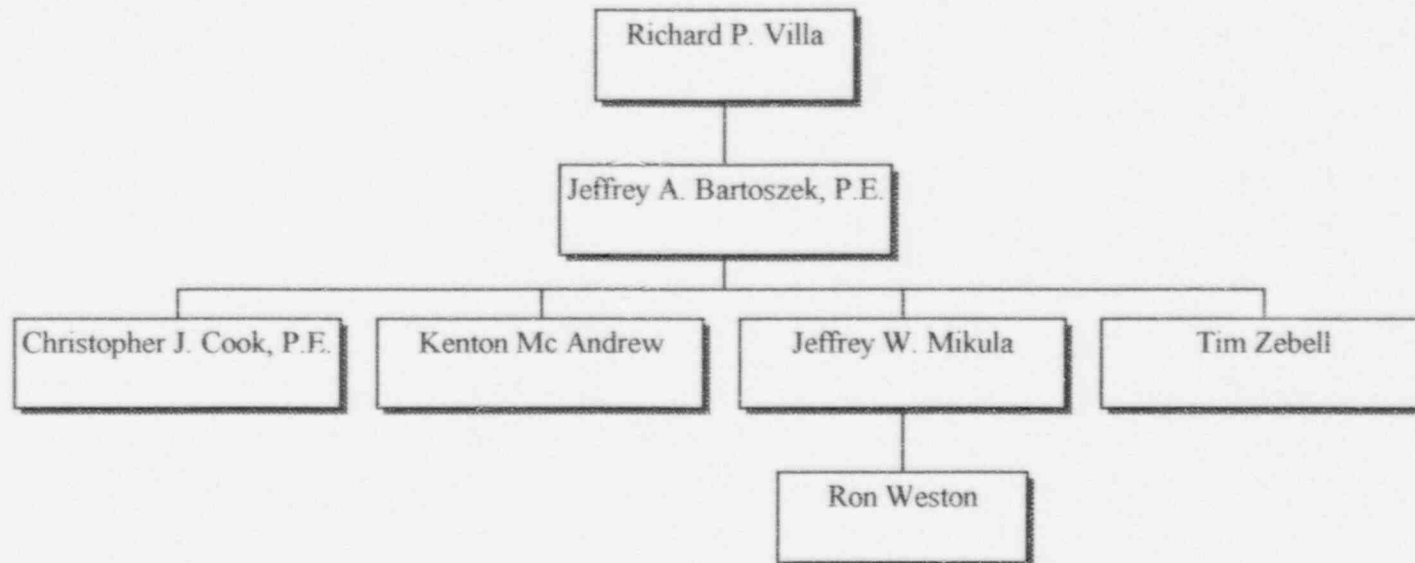 Richard P. Villa
Jeffrey A. Bartoszek, P.E.
Christopher J. Cook, P.E.
Kenton Mc Andrew
Jeffrey W. Mikula
Tim Zebell
Ron Weston